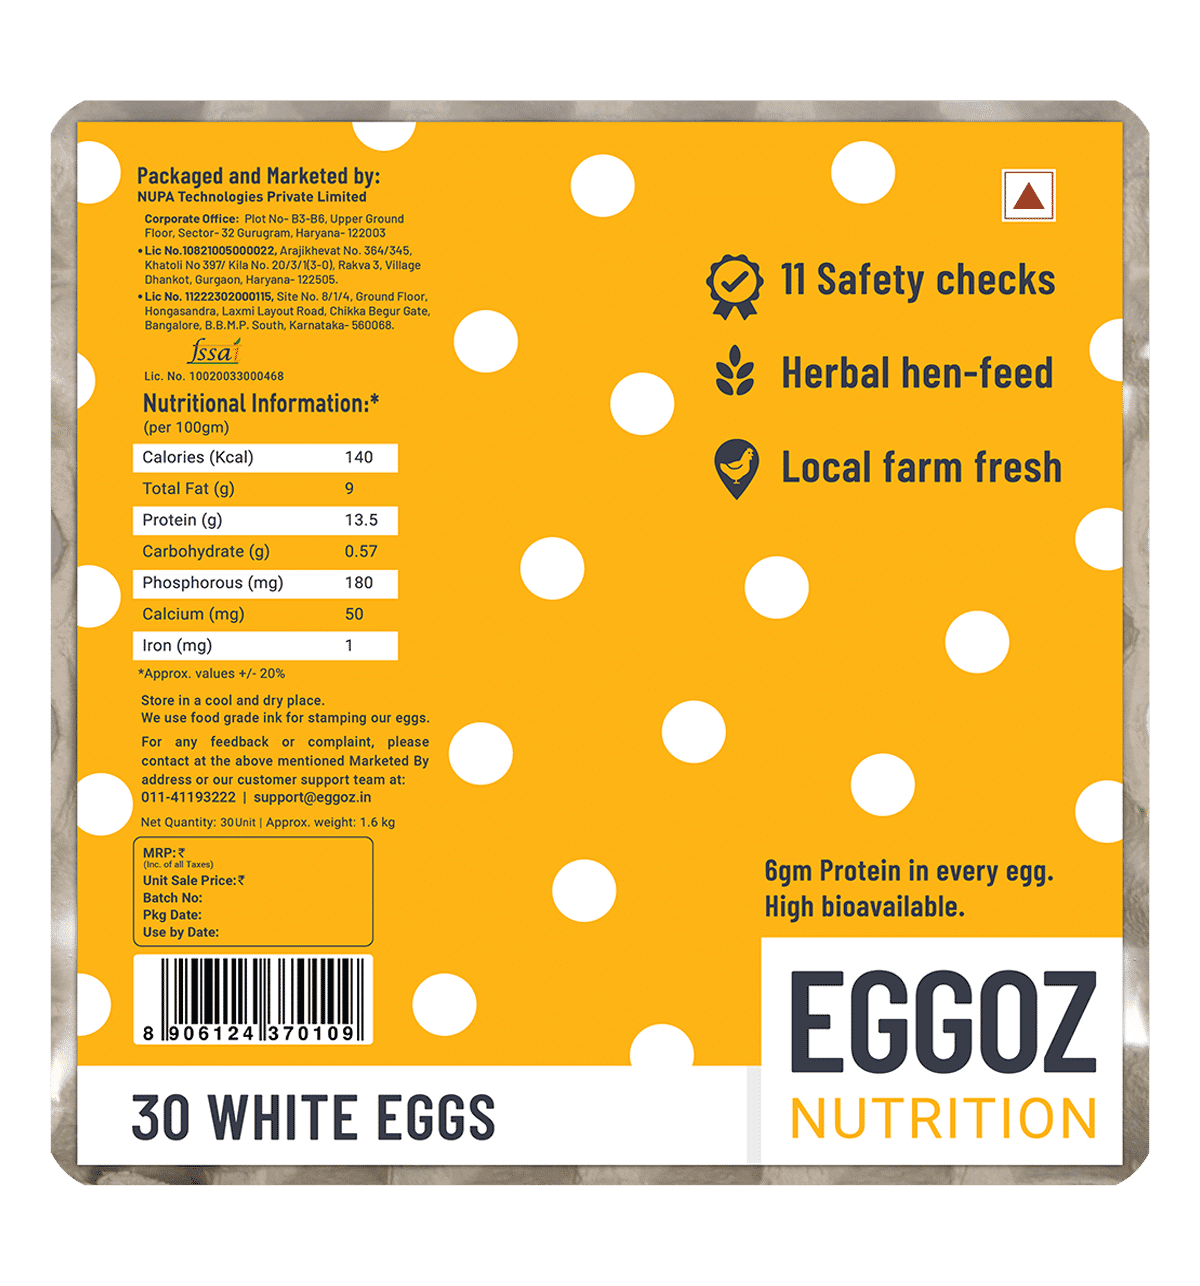 Packaged and Marketed by:
NUPA Technologies Private Limited
Corporate Office: Plot No- B3-B6, Upper Ground
Floor, Sector- 32 Gurugram, Haryana- 122003
• Lic No.10821005000022, Arajikhevat No. 364/345,
Khatoli No 397/ Kila No. 20/3/1(3-0), Rakva 3, Village
Dhankot, Gurgaon, Haryana- 122505.
• Lic No. 11222302000115, Site No. 8/1/4, Ground Floor,
Hongasandra, Laxmi Layout Road, Chikka Begur Gate,
Bangalore, B.B.M.P. South, Karnataka- 560068.
fssai
Lic. No. 10020033000468
Nutritional Information:*
(per 100gm)
Calories (Kcal) 140
Total Fat (g) 9
Protein (g) 13.5
Carbohydrate (g) 0.57
Phosphorous (mg) 180
Calcium (mg) 50
Iron (mg) 1
*Approx. values +/- 20%
Store in a cool and dry place.
We use food grade ink for stamping our eggs.
For any feedback or complaint, please
contact at the above mentioned Marketed By
address or our customer support team at:
011-41193222 | support@eggoz.in
Net Quantity: 30Unit | Approx. weight: 1.6 kg
MRP:₹
(Inc. of all Taxes)
Unit Sale Price:₹
Batch No:
Pkg Date:
Use by Date:
8 906124 370109
30 WHITE EGGS
11 Safety checks
Herbal hen-feed
Local farm fresh
6gm Protein in every egg.
High bioavailable.
EGGOZ
NUTRITION